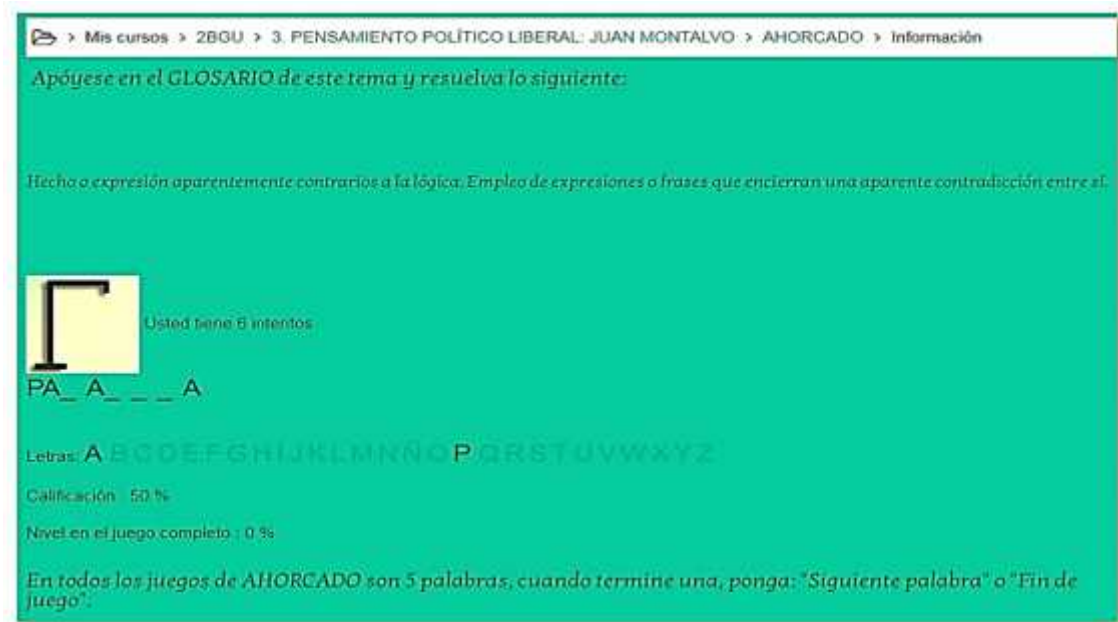 > Mis cursos > 2BGU > 3. PENSAMIENTO POLÍTICO LIBERAL: JUAN MONTALVO > AHORCADO > Información
Apóyese en el GLOSARIO de este tema y resuelva lo siguiente:
Hecho o expresión aparentemente contrarios a la lógica. Empleo de expresiones o frases que encierran una aparente contradicción entre sí.
Usted tiene 6 intentos
PA_ A_ _ _ A
Letras: A B C D E F G H I J K L M N Ñ O P Q R S T U V W X Y Z
Calificación : 50 %
Nivel en el juego completo : 0 %
En todos los juegos de AHORCADO son 5 palabras, cuando termine una, ponga: "Siguiente palabra" o "Fin de
juego".